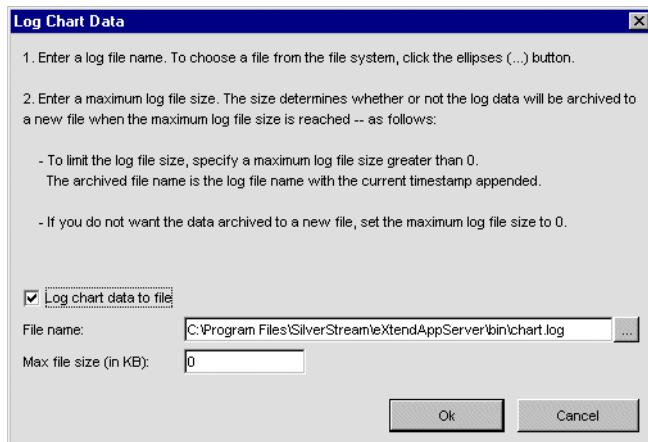 Log Chart Data
1. Enter a log file name. To choose a file from the file system, click the ellipses (...) button.
2. Enter a maximum log file size. The size determines whether or not the log data will be archived to
a new file when the maximum log file size is reached -- as follows:
- To limit the log file size, specify a maximum log file size greater than 0.
The archived file name is the log file name with the current timestamp appended.
- If you do not want the data archived to a new file, set the maximum log file size to 0.
Log chart data to file
File name: C:\Program Files\SilverStream\eXtendAppServer\bin\chart.log ...
Max file size (in KB): 0
Ok Cancel